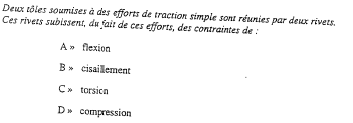 Deux tôles soumises à des efforts de traction simple sont réunies par deux rivets.
Ces rivets subissent, du fait de ces efforts, des contraintes de :
A » flexion
B » cisaillement
C » torsion
D » compression